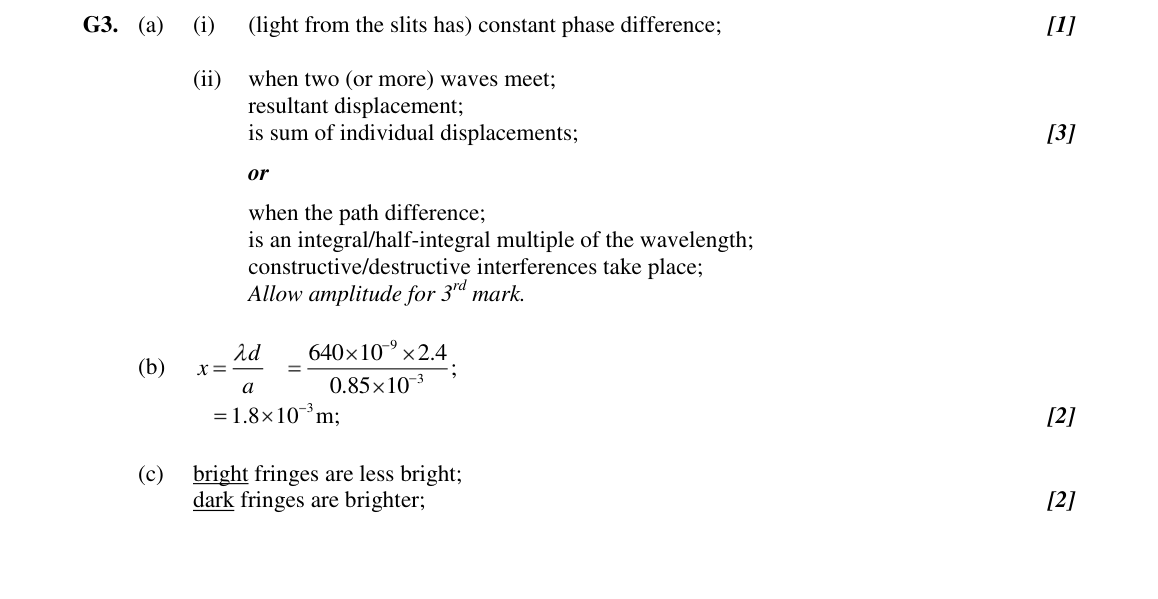 G3. (a) (i) (light from the slits has) constant phase difference; [1]
(ii) when two (or more) waves meet;
resultant displacement;
is sum of individual displacements; [3]
or
when the path difference;
is an integral/half-integral multiple of the wavelength;
constructive/destructive interferences take place;
Allow amplitude for 3rd mark.
(b) x = λd / a = 640×10⁻⁹ ×2.4 / 0.85×10⁻³ ;
= 1.8×10⁻³ m; [2]
(c) bright fringes are less bright;
dark fringes are brighter; [2]